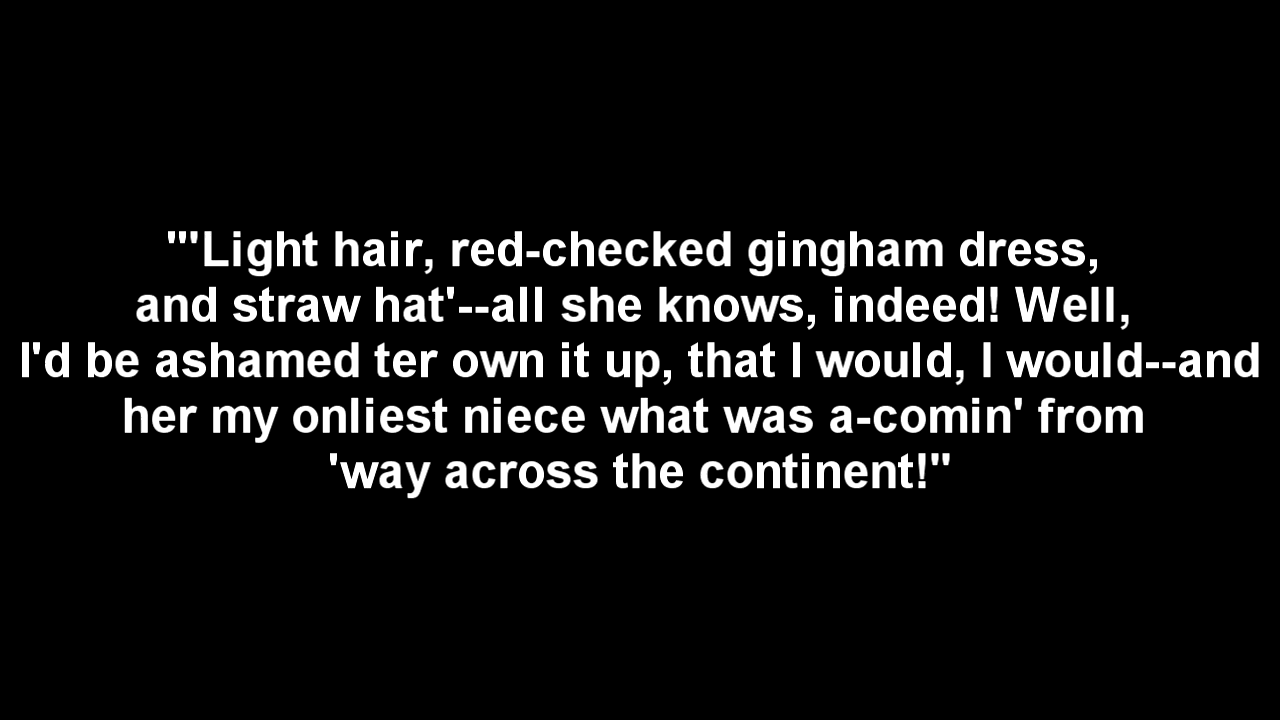 "'Light hair, red-checked gingham dress,
and straw hat'--all she knows, indeed! Well,
I'd be ashamed ter own it up, that I would, I would--and
her my onliest niece what was a-comin' from
'way across the continent!"